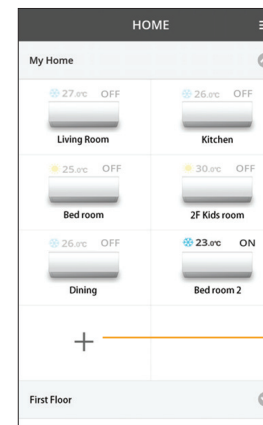 HOME
My Home
27.0°C OFF 26.0°C OFF
Living Room Kitchen
25.0°C OFF 30.0°C OFF
Bed room 2F Kids room
26.0°C OFF 23.0°C ON
Dining Bed room 2
First Floor